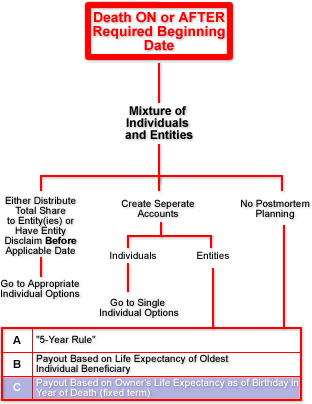 Death ON or AFTER
Required Beginning
Date
Mixture of
Individuals
and Entities
Either Distribute
Total Share
to Entity(ies) or
Have Entity
Disclaim Before
Applicable Date
Go to Appropriate
Individual Options
Create Seperate
Accounts
Individuals
Entities
Go to Single
Individual Options
No Postmortem
Planning
A
"5-Year Rule"
B
Payout Based on Life Expectancy of Oldest
Individual Beneficiary
C
Payout Based on Owner's Life Expectancy as of Birthday in
Year of Death (fixed term)